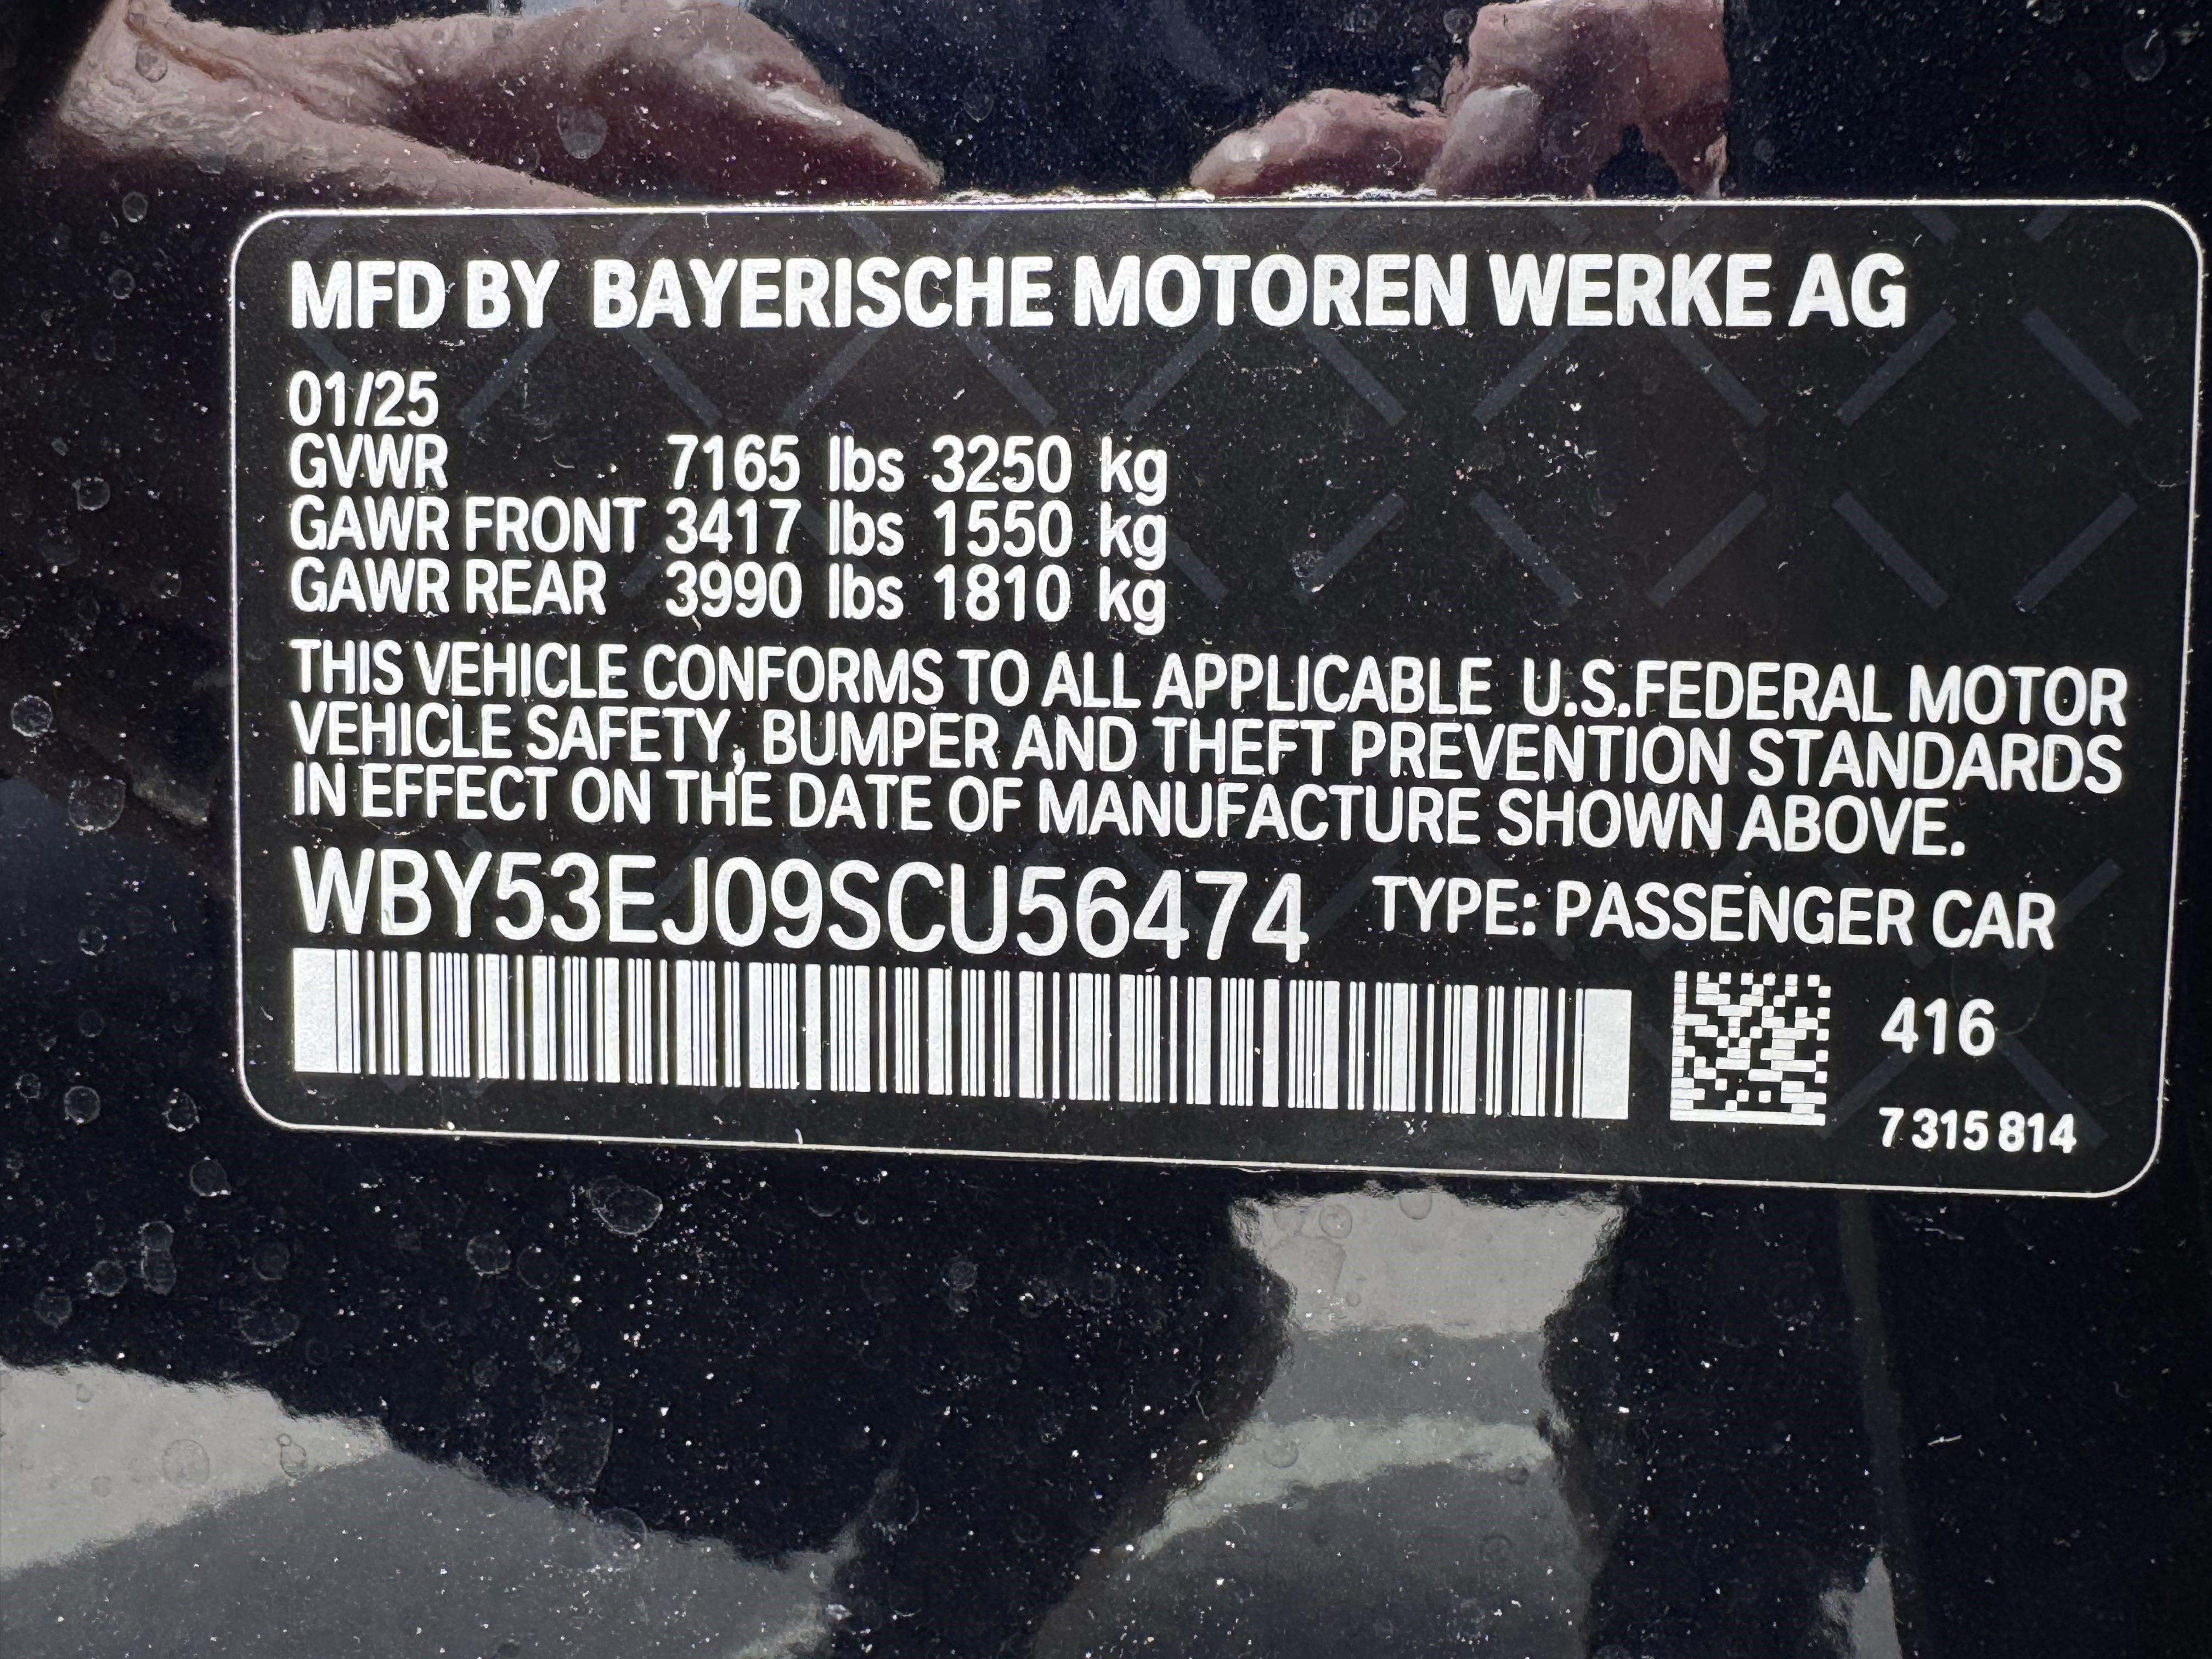 MFD BY BAYERISCHE MOTOREN WERKE AG
01/25
GVWR 7165 lbs 3250 kg
GAWR FRONT 3417 lbs 1550 kg
GAWR REAR 3990 lbs 1810 kg
THIS VEHICLE CONFORMS TO ALL APPLICABLE U.S.FEDERAL MOTOR
VEHICLE SAFETY, BUMPER AND THEFT PREVENTION STANDARDS
IN EFFECT ON THE DATE OF MANUFACTURE SHOWN ABOVE.
WBY53EJ09SCU56474 TYPE: PASSENGER CAR
416
7 315 814